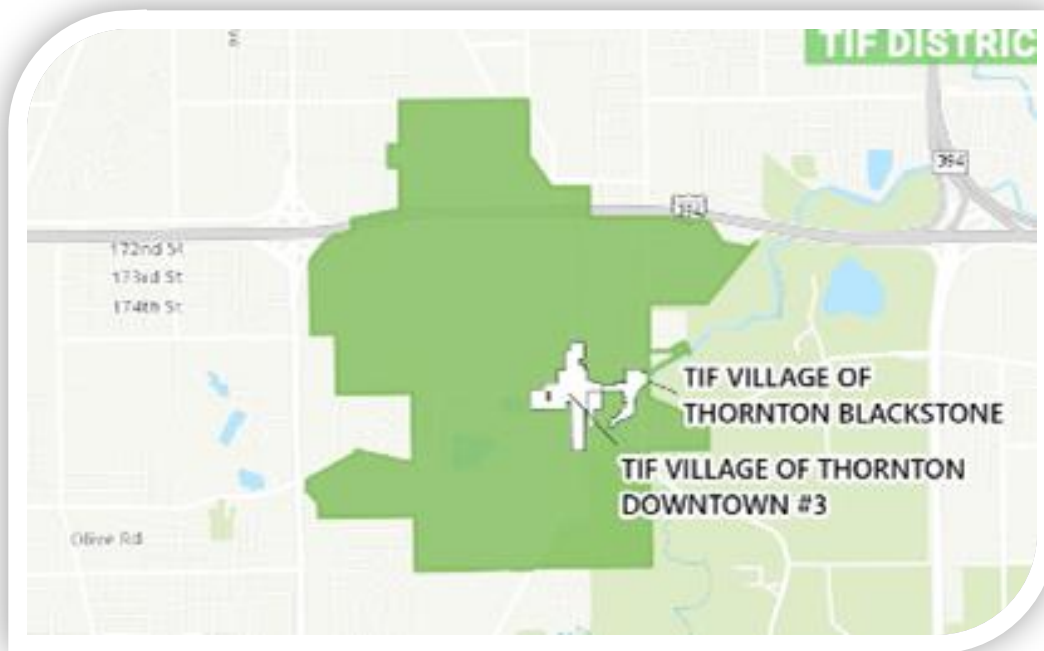 TIF DISTRIC
394
172nd St
173rd St
174th St
TIF VILLAGE OF
THORNTON BLACKSTONE
TIF VILLAGE OF THORNTON
DOWNTOWN #3
Olive Rd